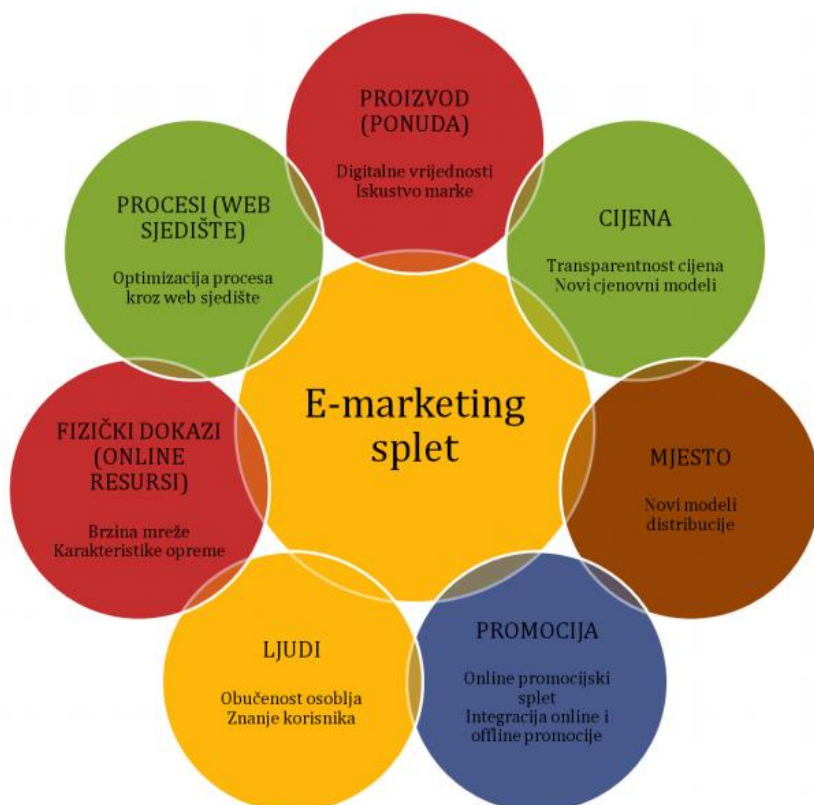 PROIZVOD
(PONUDA)
Digitalne vrijednosti
Iskustvo marke
CIJENA
Transparentnost cijena
Novi cjenovni modeli
MJESTO
Novi modeli
distribucije
PROMOCIJA
Online promocijski
splet
Integracija online i
offline promocije
LJUDI
Obučenost osoblja
Znanje korisnika
FIZIČKI DOKAZI
(ONLINE
RESURSI)
Brzina mreže
Karakteristike opreme
PROCESI (WEB
SJEDIŠTE)
Optimizacija procesa
kroz web sjedište
E-marketing
splet